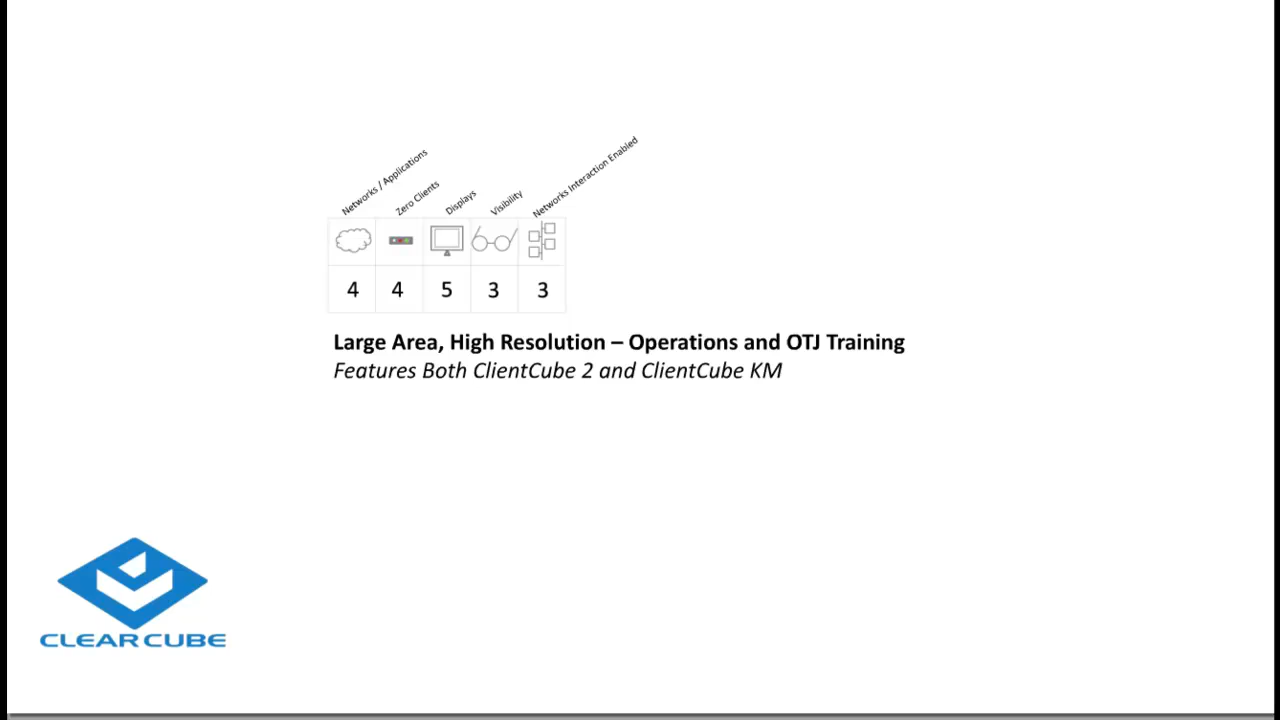 Networks / Applications
Zero Clients
Displays
Visibility
Networks Interaction Enabled
4 4 5 3 3
Large Area, High Resolution – Operations and OTJ Training
Features Both ClientCube 2 and ClientCube KM
CLEARCUBE